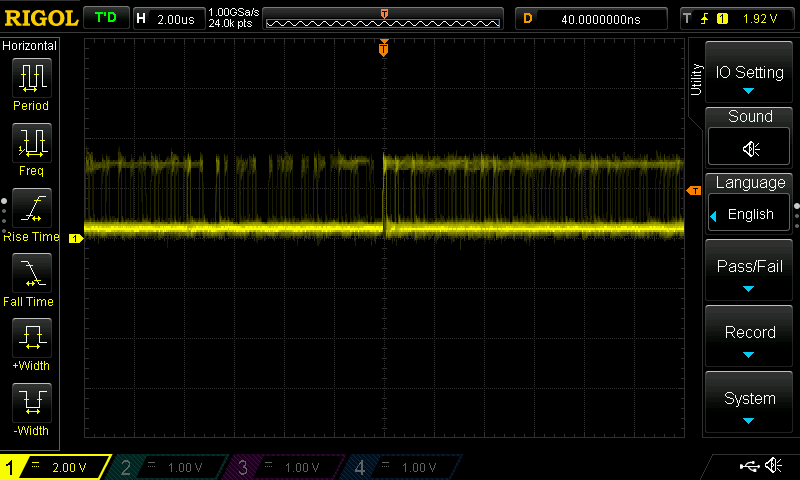 RIGOL T'D H 2.00us 1.00GSa/s 24.0k pts T D 40.0000000ns T 1 1.92 V
Horizontal
Period
Freq
Rise Time
Fall Time
+Width
-Width
T
T
1
Utility
IO Setting
Sound
Language
English
Pass/Fail
Record
System
1 2.00 V 2 1.00 V 3 1.00 V 4 1.00 V